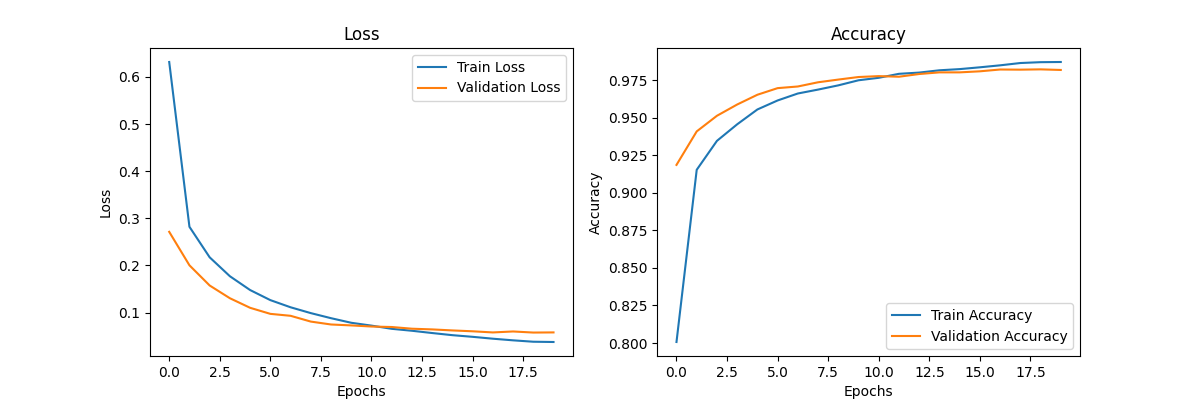 Loss
Loss
0.6
0.5
0.4
0.3
0.2
0.1
Train Loss
Validation Loss
0.0 2.5 5.0 7.5 10.0 12.5 15.0 17.5
Epochs
Accuracy
Accuracy
0.975
0.950
0.925
0.900
0.875
0.850
0.825
0.800
Train Accuracy
Validation Accuracy
0.0 2.5 5.0 7.5 10.0 12.5 15.0 17.5
Epochs